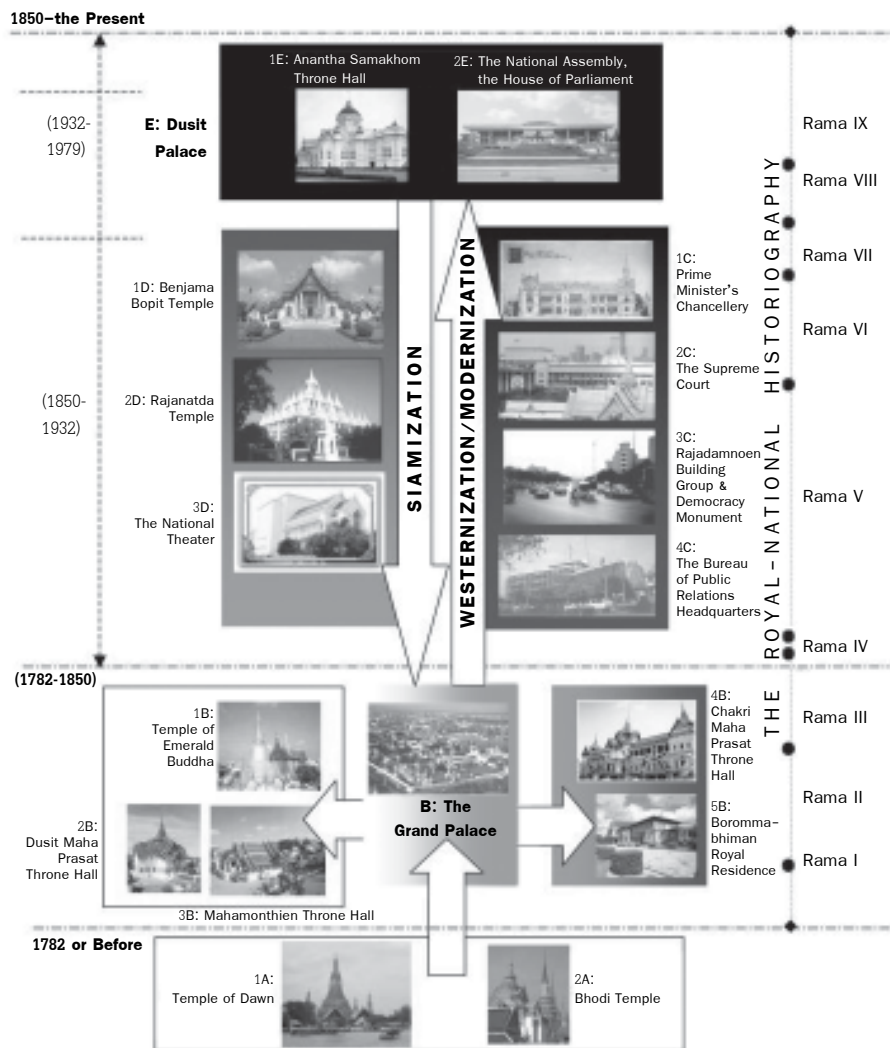 1850–the Present
1E: Anantha Samakhom
Throne Hall
2E: The National Assembly,
the House of Parliament
(1932-
1979)
E: Dusit
Palace
Rama IX
Rama VIII
Rama VII
Rama VI
Rama V
Rama IV
1D: Benjama
Bopit Temple
2D: Rajanatda
Temple
3D:
The National
Theater
(1850-
1932)
SIAMIZATION
WESTERNIZATION/MODERNIZATION
1C:
Prime
Minister's
Chancellery
2C:
The Supreme
Court
3C:
Rajadamnoen
Building
Group &
Democracy
Monument
4C:
The Bureau
of Public
Relations
Headquarters
THE ROYAL-NATIONAL HISTORIOGRAPHY
(1782-1850)
1B:
Temple of
Emerald
Buddha
2B:
Dusit Maha
Prasat
Throne Hall
3B: Mahamonthien Throne Hall
B: The
Grand Palace
4B:
Chakri
Maha
Prasat
Throne
Hall
5B:
Boromma-
bhiman
Royal
Residence
Rama III
Rama II
Rama I
1782 or Before
1A:
Temple of Dawn
2A:
Bhodi Temple